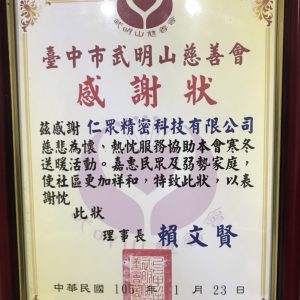 武明山慈善會
臺中市武明山慈善會
感謝狀
茲感謝 仁眾精密科技有限公司
慈悲為懷、熱忱服務協助本會寒冬
送暖活動。嘉惠民眾及弱勢家庭，
使社區更加祥和，特致此狀，以表
謝忱
此狀
理事長 賴文賢
中華民國 105 年 1 月 23 日